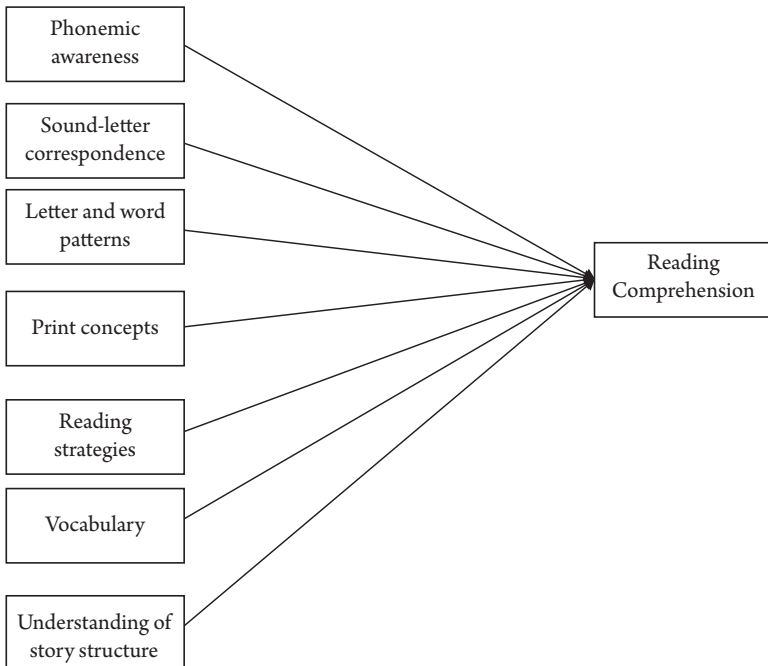 Phonemic
awareness
Sound-letter
correspondence
Letter and word
patterns
Print concepts
Reading
strategies
Vocabulary
Understanding of
story structure
Reading
Comprehension